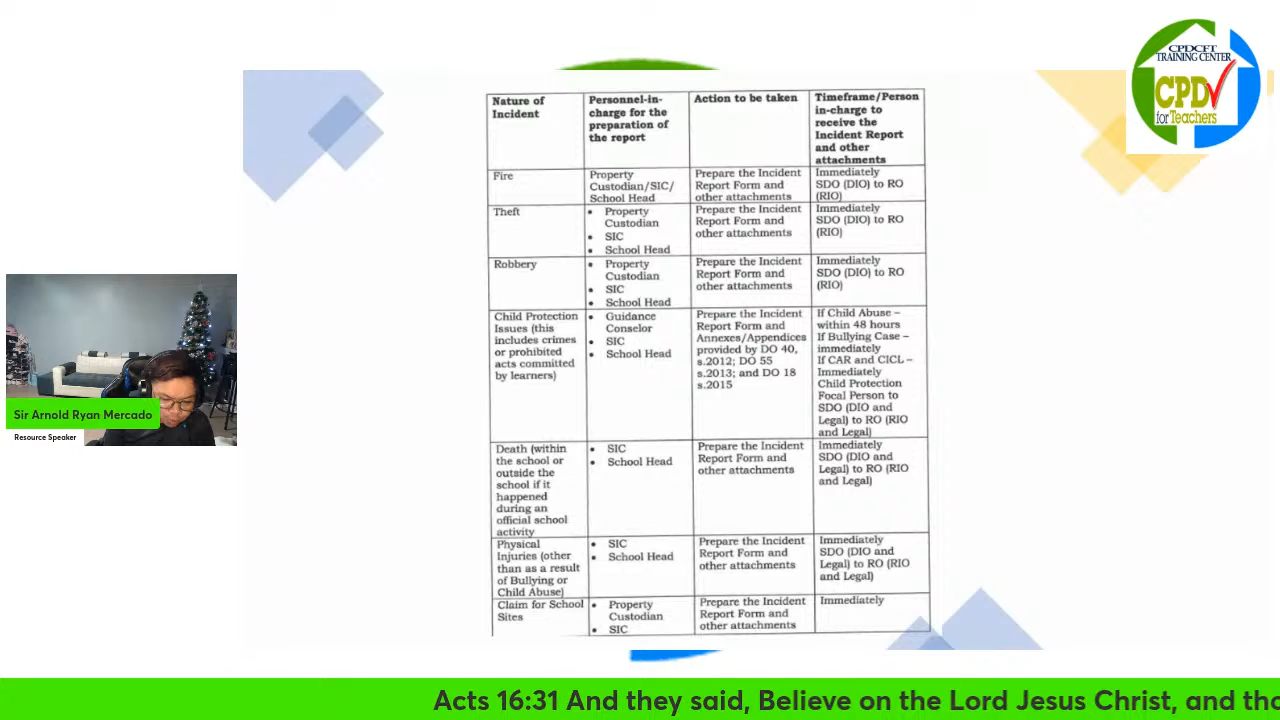 CPDCFT
TRAINING CENTER
CPD
for Teachers
Nature of
Incident
Personnel-in-
charge for the
preparation of
the report
Action to be taken
Timeframe/Person
in-charge to
receive the
Incident Report
and other
attachments
Fire
Property
Custodian/SIC/
School Head
Prepare the Incident
Report Form and
other attachments
Immediately
SDO (DIO) to RO
(RIO)
Theft
• Property
Custodian
• SIC
• School Head
Prepare the Incident
Report Form and
other attachments
Immediately
SDO (DIO) to RO
(RIO)
Robbery
• Property
Custodian
• SIC
• School Head
Prepare the Incident
Report Form and
other attachments
Immediately
SDO (DIO) to RO
(RIO)
Child Protection
Issues (this
includes crimes
or prohibited
acts committed
by learners)
• Guidance
Conselor
• SIC
• School Head
Prepare the Incident
Report Form and
Annexes/Appendices
provided by DO 40,
s.2012; DO 55
s.2013; and DO 18
s.2015
If Child Abuse –
within 48 hours
If Bullying Case –
immediately
If CAR and CICL –
Immediately
Child Protection
Focal Person to
SDO (DIO and
Legal) to RO (RIO
and Legal)
Death (within
the school or
outside the
school if it
happened
during an
official school
activity
• SIC
• School Head
Prepare the Incident
Report Form and
other attachments
Immediately
SDO (DIO and
Legal) to RO (RIO
and Legal)
Physical
Injuries (other
than as a result
of Bullying or
Child Abuse)
• SIC
• School Head
Prepare the Incident
Report Form and
other attachments
Immediately
SDO (DIO and
Legal) to RO (RIO
and Legal)
Claim for School
Sites
• Property
Custodian
• SIC
Prepare the Incident
Report Form and
other attachments
Immediately
Sir Arnold Ryan Mercado
Resource Speaker
Acts 16:31 And they said, Believe on the Lord Jesus Christ, and tho